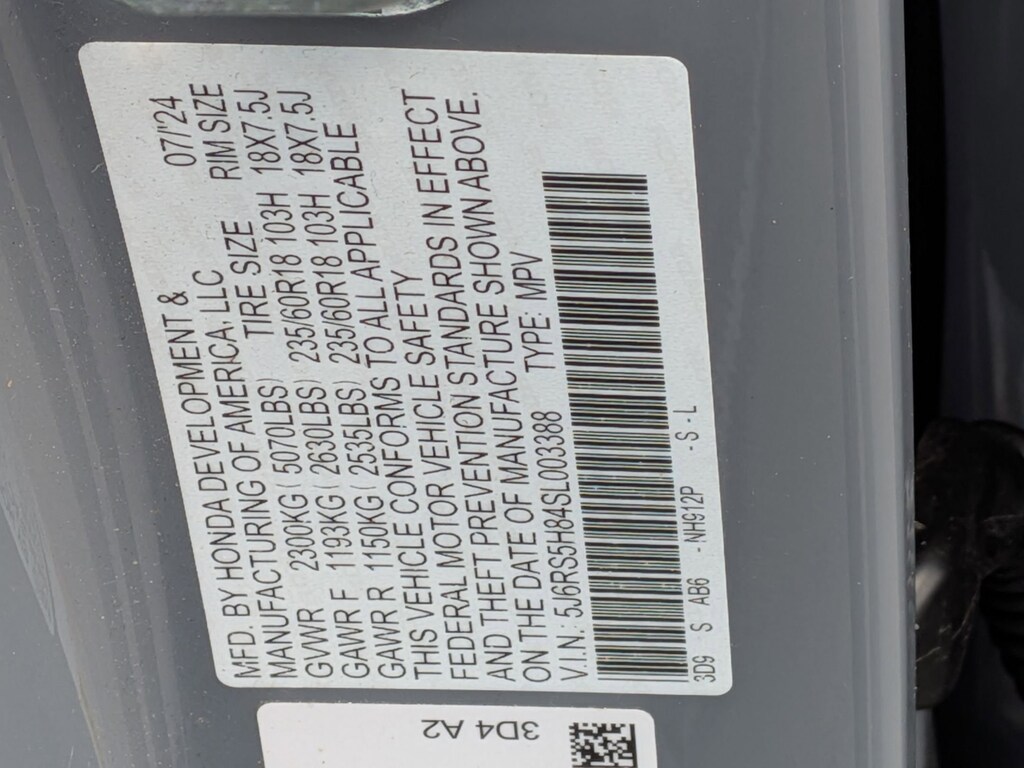 MFD. BY HONDA DEVELOPMENT & 07/'24
MANUFACTURING OF AMERICA, LLC RIM SIZE
TIRE SIZE
GVWR 2300KG ( 5070LBS)
GAWR F 1193KG ( 2630LBS) 235/60R18 103H 18X7.5J
GAWR R 1150KG ( 2535LBS) 235/60R18 103H 18X7.5J
THIS VEHICLE CONFORMS TO ALL APPLICABLE
FEDERAL MOTOR VEHICLE SAFETY
AND THEFT PREVENTION STANDARDS IN EFFECT
ON THE DATE OF MANUFACTURE SHOWN ABOVE.
V.I.N.: 5J6RS5H84SL003388 TYPE: MPV
3D9 S AB6 - NH912P - S - L
3D4 A2